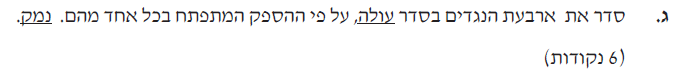 ג. סדר את ארבעת הנגדים בסדר עולה, על פי ההספק המתפתח בכל אחד מהם. נמק.
(6 נקודות)